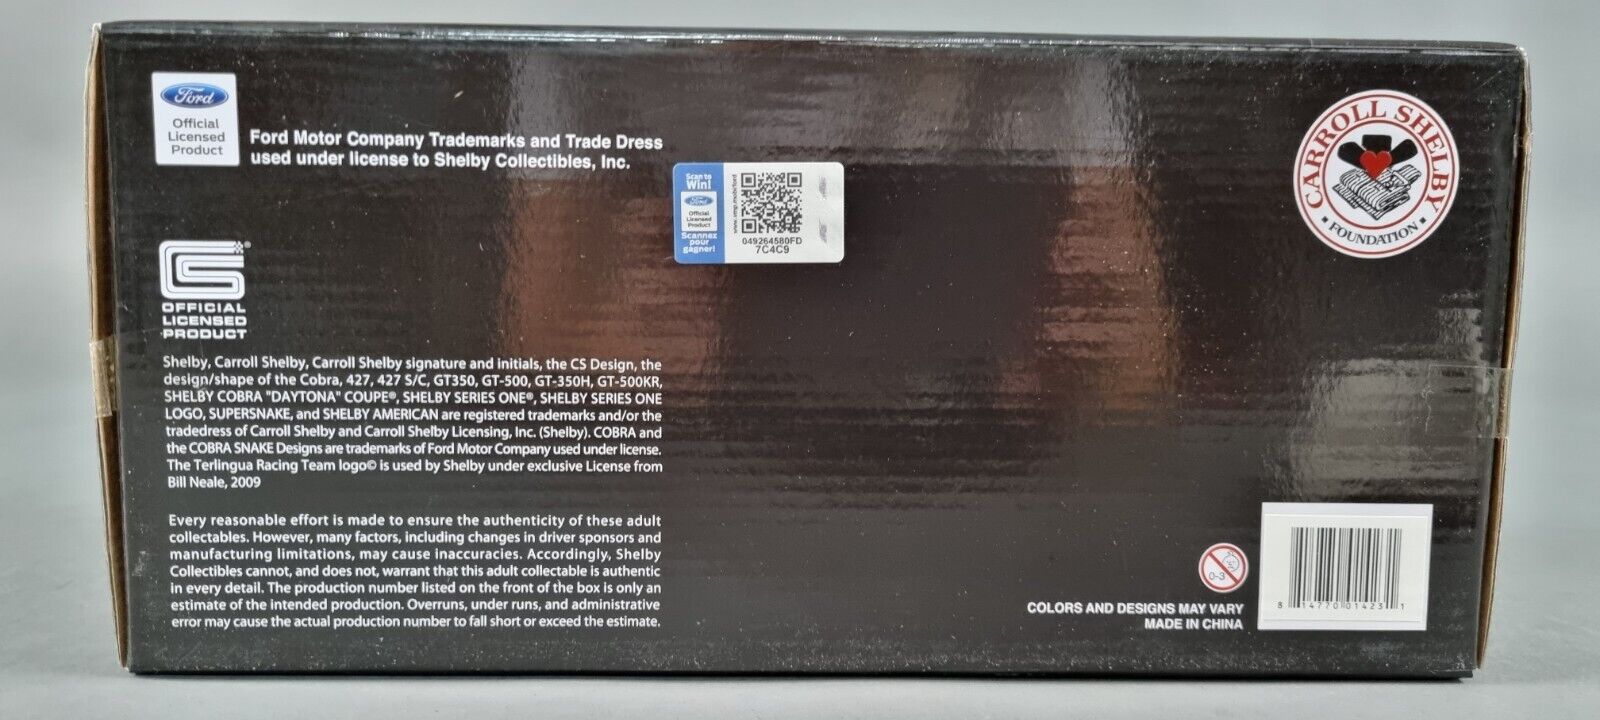 Ford
Official
Licensed
Product
Ford Motor Company Trademarks and Trade Dress
used under license to Shelby Collectibles, Inc.
Scan to
Win!
Ford
Official
Licensed
Product
Scannez
pour
gagner!
www.vmp.mobi/ford
049264580FD
7C4C9
CARROLL SHELBY
• FOUNDATION •
CS®
OFFICIAL
LICENSED
PRODUCT
Shelby, Carroll Shelby, Carroll Shelby signature and initials, the CS Design, the
design/shape of the Cobra, 427, 427 S/C, GT350, GT-500, GT-350H, GT-500KR,
SHELBY COBRA "DAYTONA" COUPE®, SHELBY SERIES ONE®, SHELBY SERIES ONE
LOGO, SUPERSNAKE, and SHELBY AMERICAN are registered trademarks and/or the
tradedress of Carroll Shelby and Carroll Shelby Licensing, Inc. (Shelby). COBRA and
the COBRA SNAKE Designs are trademarks of Ford Motor Company used under license.
The Terlingua Racing Team logo© is used by Shelby under exclusive License from
Bill Neale, 2009
Every reasonable effort is made to ensure the authenticity of these adult
collectables. However, many factors, including changes in driver sponsors and
manufacturing limitations, may cause inaccuracies. Accordingly, Shelby
Collectibles cannot, and does not, warrant that this adult collectable is authentic
in every detail. The production number listed on the front of the box is only an
estimate of the intended production. Overruns, under runs, and administrative
error may cause the actual production number to fall short or exceed the estimate.
0-3
COLORS AND DESIGNS MAY VARY
MADE IN CHINA
8 14770 01423 1